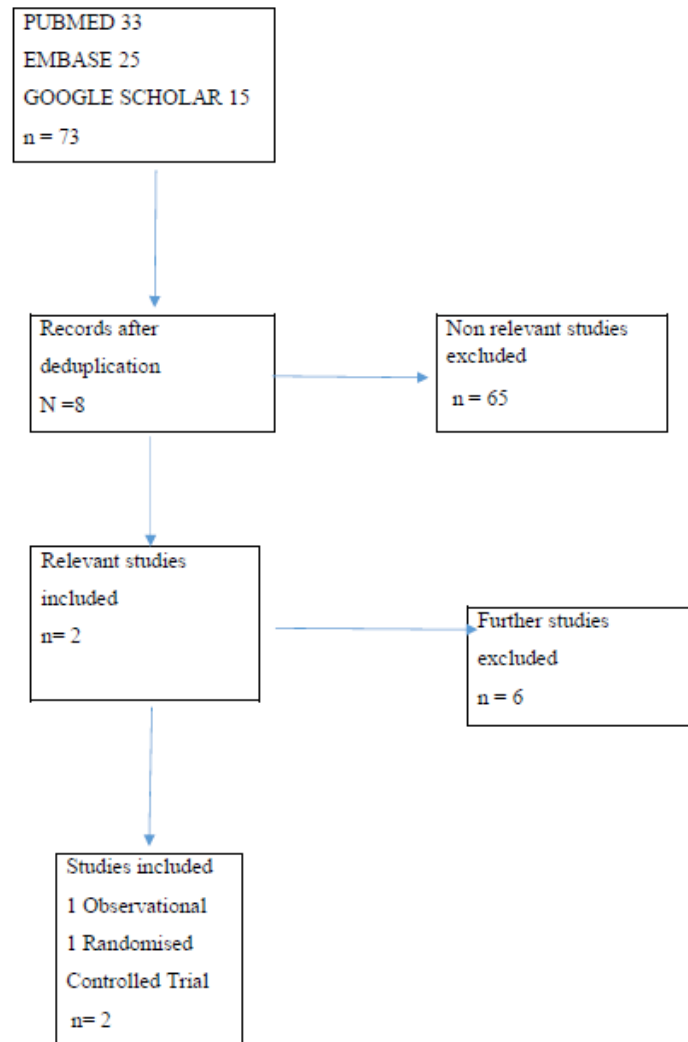 PUBMED 33
EMBASE 25
GOOGLE SCHOLAR 15
n = 73
Records after
deduplication
N =8
Non relevant studies
excluded
n = 65
Relevant studies
included
n= 2
Further studies
excluded
n = 6
Studies included
1 Observational
1 Randomised
Controlled Trial
n= 2